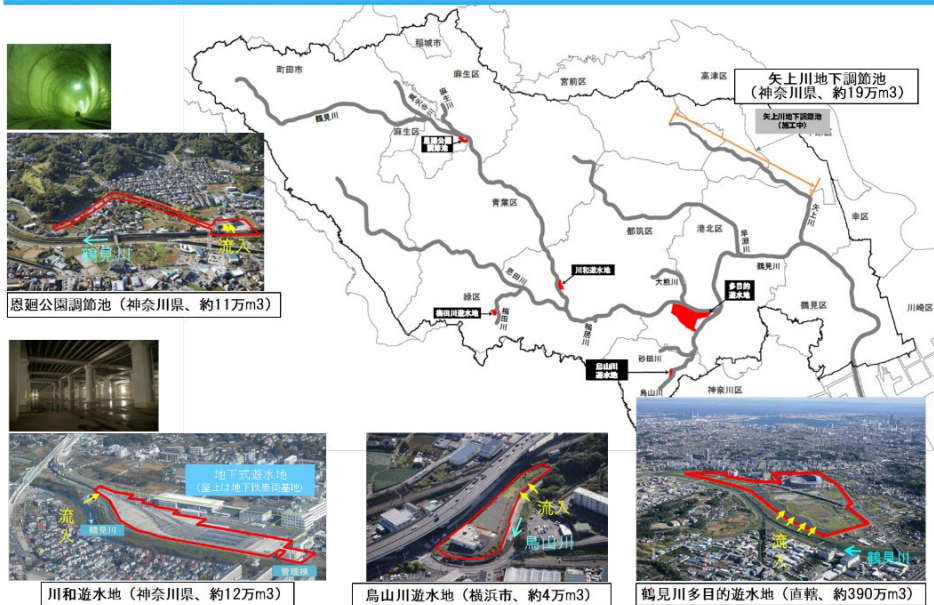 稲城市
町田市
麻生区
宮前区
高津区
矢上川地下調節池
(神奈川県、約19万m3)
矢上川地下調節池
(施工中)
鶴見川
真光寺川
麻生川
麻生区
恩廻公園
調節池
青葉区
都筑区
港北区
早瀬川
矢上川
幸区
流入
鶴見川
恩廻公園調節池(神奈川県、約11万m3)
恩田川
川和遊水地
大熊川
鶴見川
多目的
遊水地
緑区
梅田川遊水地
梅田川
鴨居川
鶴見区
川崎区
砂田川
鳥山川
遊水地
鳥山川
神奈川区
地下式遊水地
(屋上は地下鉄車両基地)
流入
鶴見川
管理棟
川和遊水地(神奈川県、約12万m3)
流入
鳥山川
鳥山川遊水地(横浜市、約4万m3)
流入
鶴見川
鶴見川多目的遊水地(直轄、約390万m3)